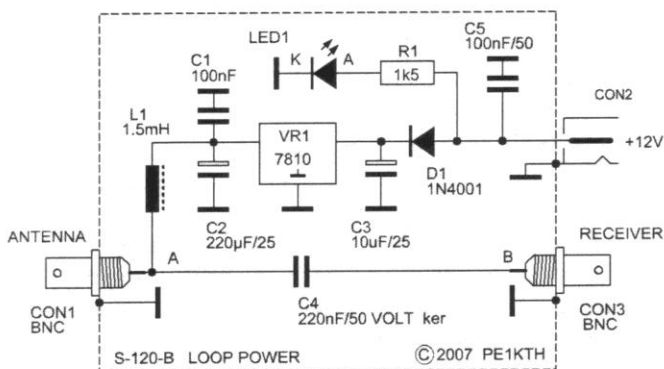 LED1
K
A
R1
1k5
C5
100nF/50
C1
100nF
CON2
L1
1.5mH
VR1
7810
+12V
D1
1N4001
C2
220µF/25
C3
10uF/25
ANTENNA
A
B
RECEIVER
CON1
BNC
C4
220nF/50 VOLT ker
CON3
BNC
S-120-B LOOP POWER
©2007 PE1KTH